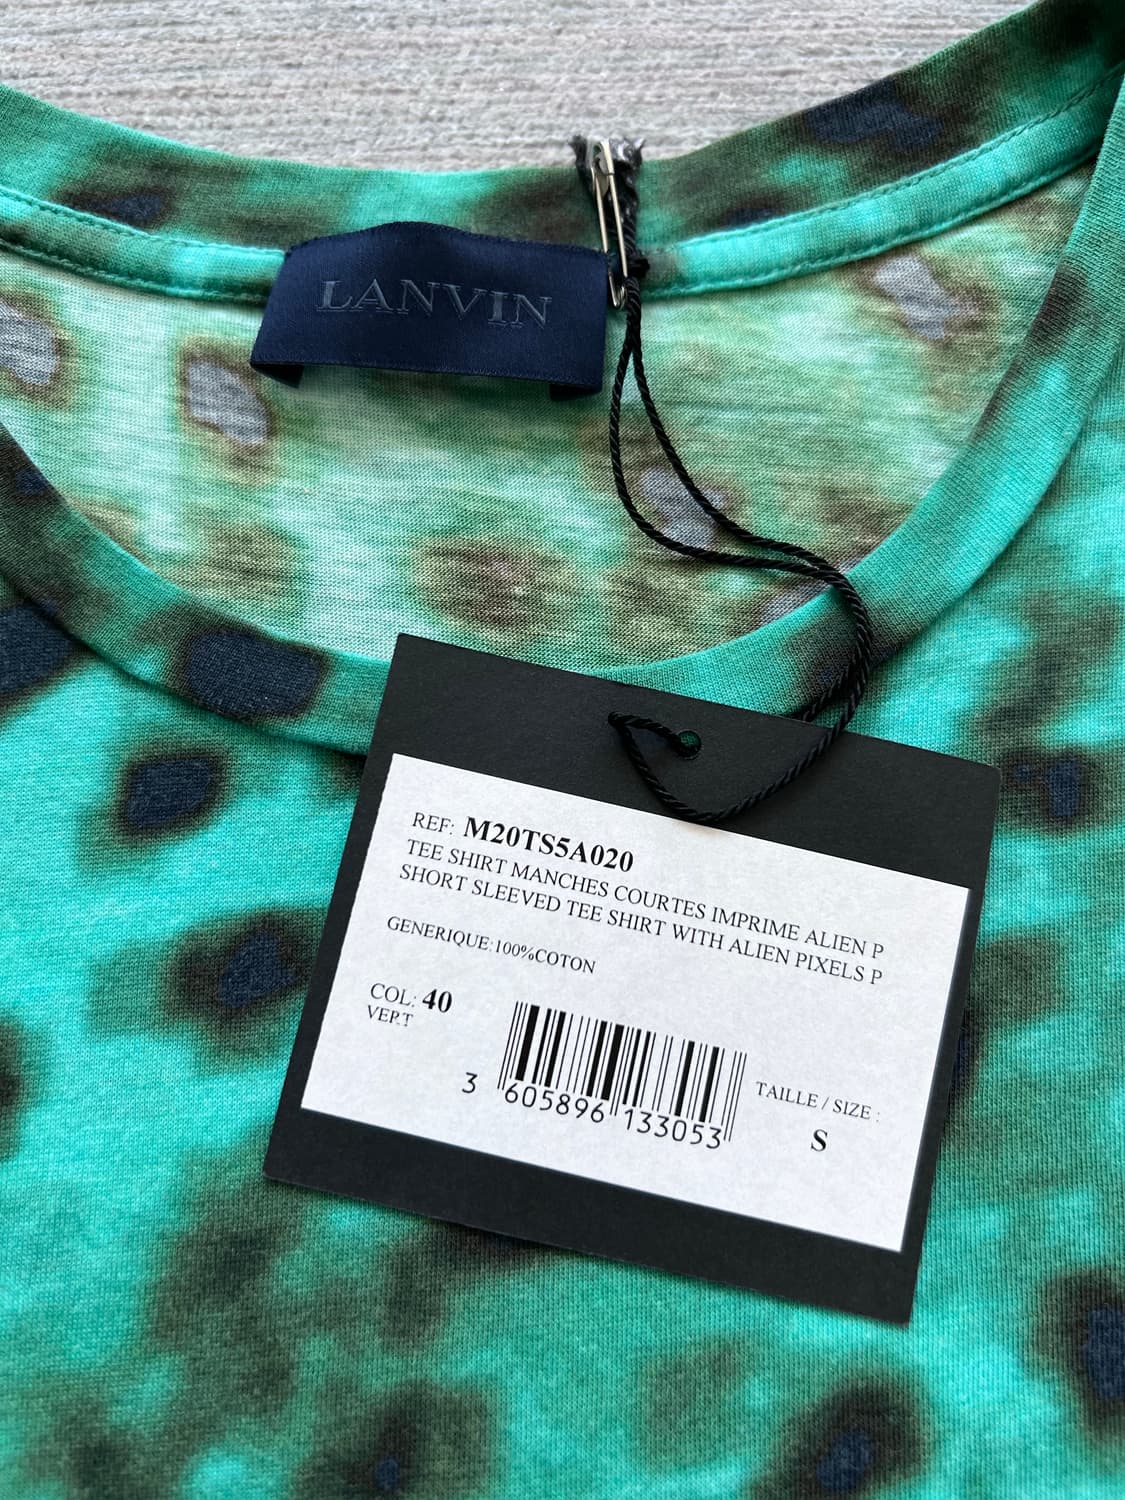 LANVIN
REF: M20TS5A020
TEE SHIRT MANCHES COURTES IMPRIME ALIEN P
SHORT SLEEVED TEE SHIRT WITH ALIEN PIXELS P
GENERIQUE:100%COTON
COL: 40
VERT
3 605896 133053
TAILLE / SIZE :
S